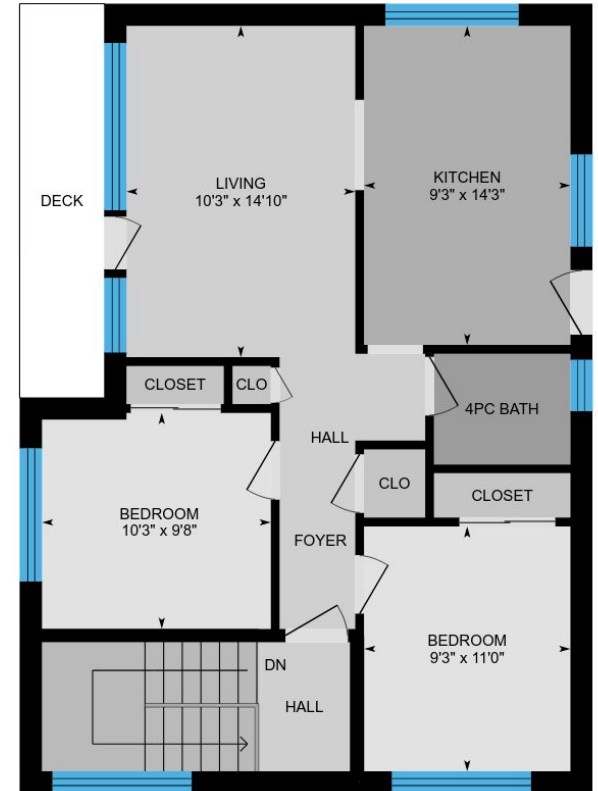 LIVING
10'3" x 14'10"
KITCHEN
9'3" x 14'3"
DECK
CLOSET
CLO
4PC BATH
HALL
CLO
CLOSET
BEDROOM
10'3" x 9'8"
FOYER
BEDROOM
9'3" x 11'0"
DN
HALL